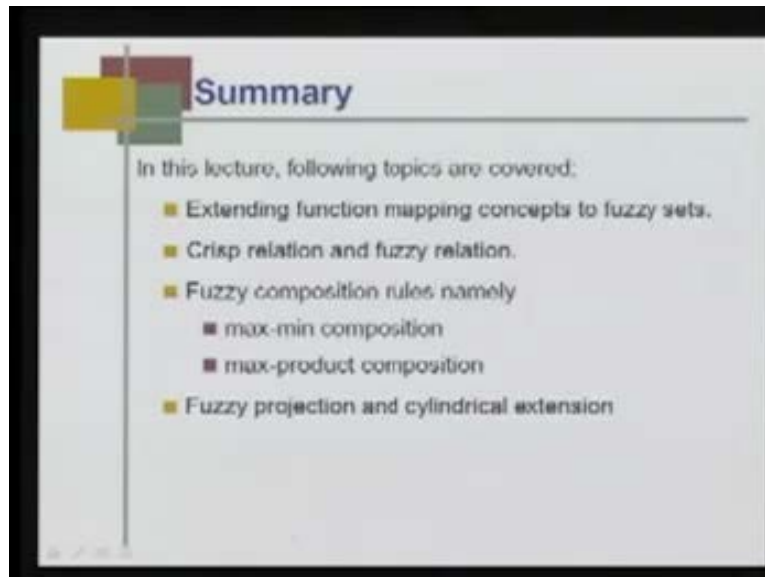 Summary
In this lecture, following topics are covered:
Extending function mapping concepts to fuzzy sets.
Crisp relation and fuzzy relation.
Fuzzy composition rules namely
max-min composition
max-product composition
Fuzzy projection and cylindrical extension